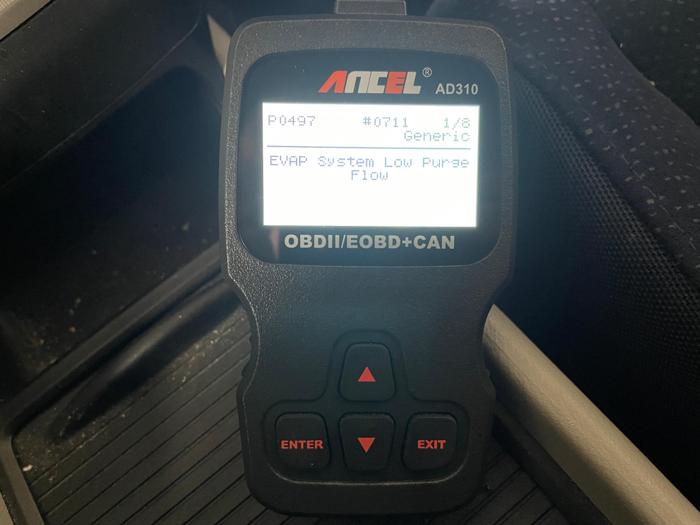 ANCEL® AD310
P0497 #0711 1/8
Generic
EVAP System Low Purge
Flow
OBDII/EOBD+CAN
ENTER EXIT